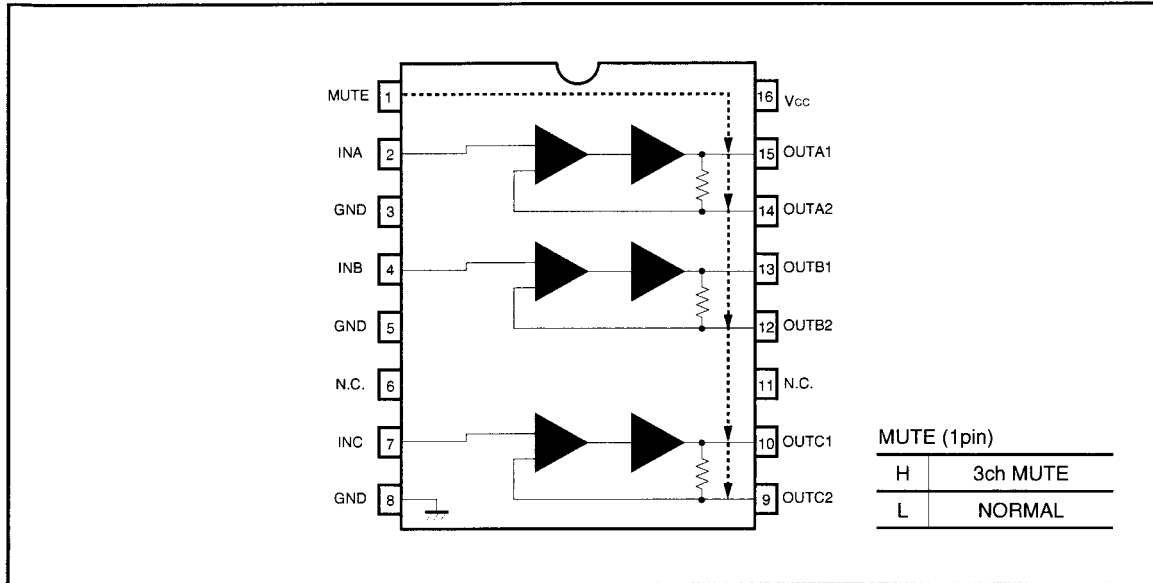 MUTE 1
16 Vcc
INA 2
15 OUTA1
GND 3
14 OUTA2
INB 4
13 OUTB1
GND 5
12 OUTB2
N.C. 6
11 N.C.
INC 7
10 OUTC1
GND 8
9 OUTC2
MUTE (1pin)
H 3ch MUTE
L NORMAL